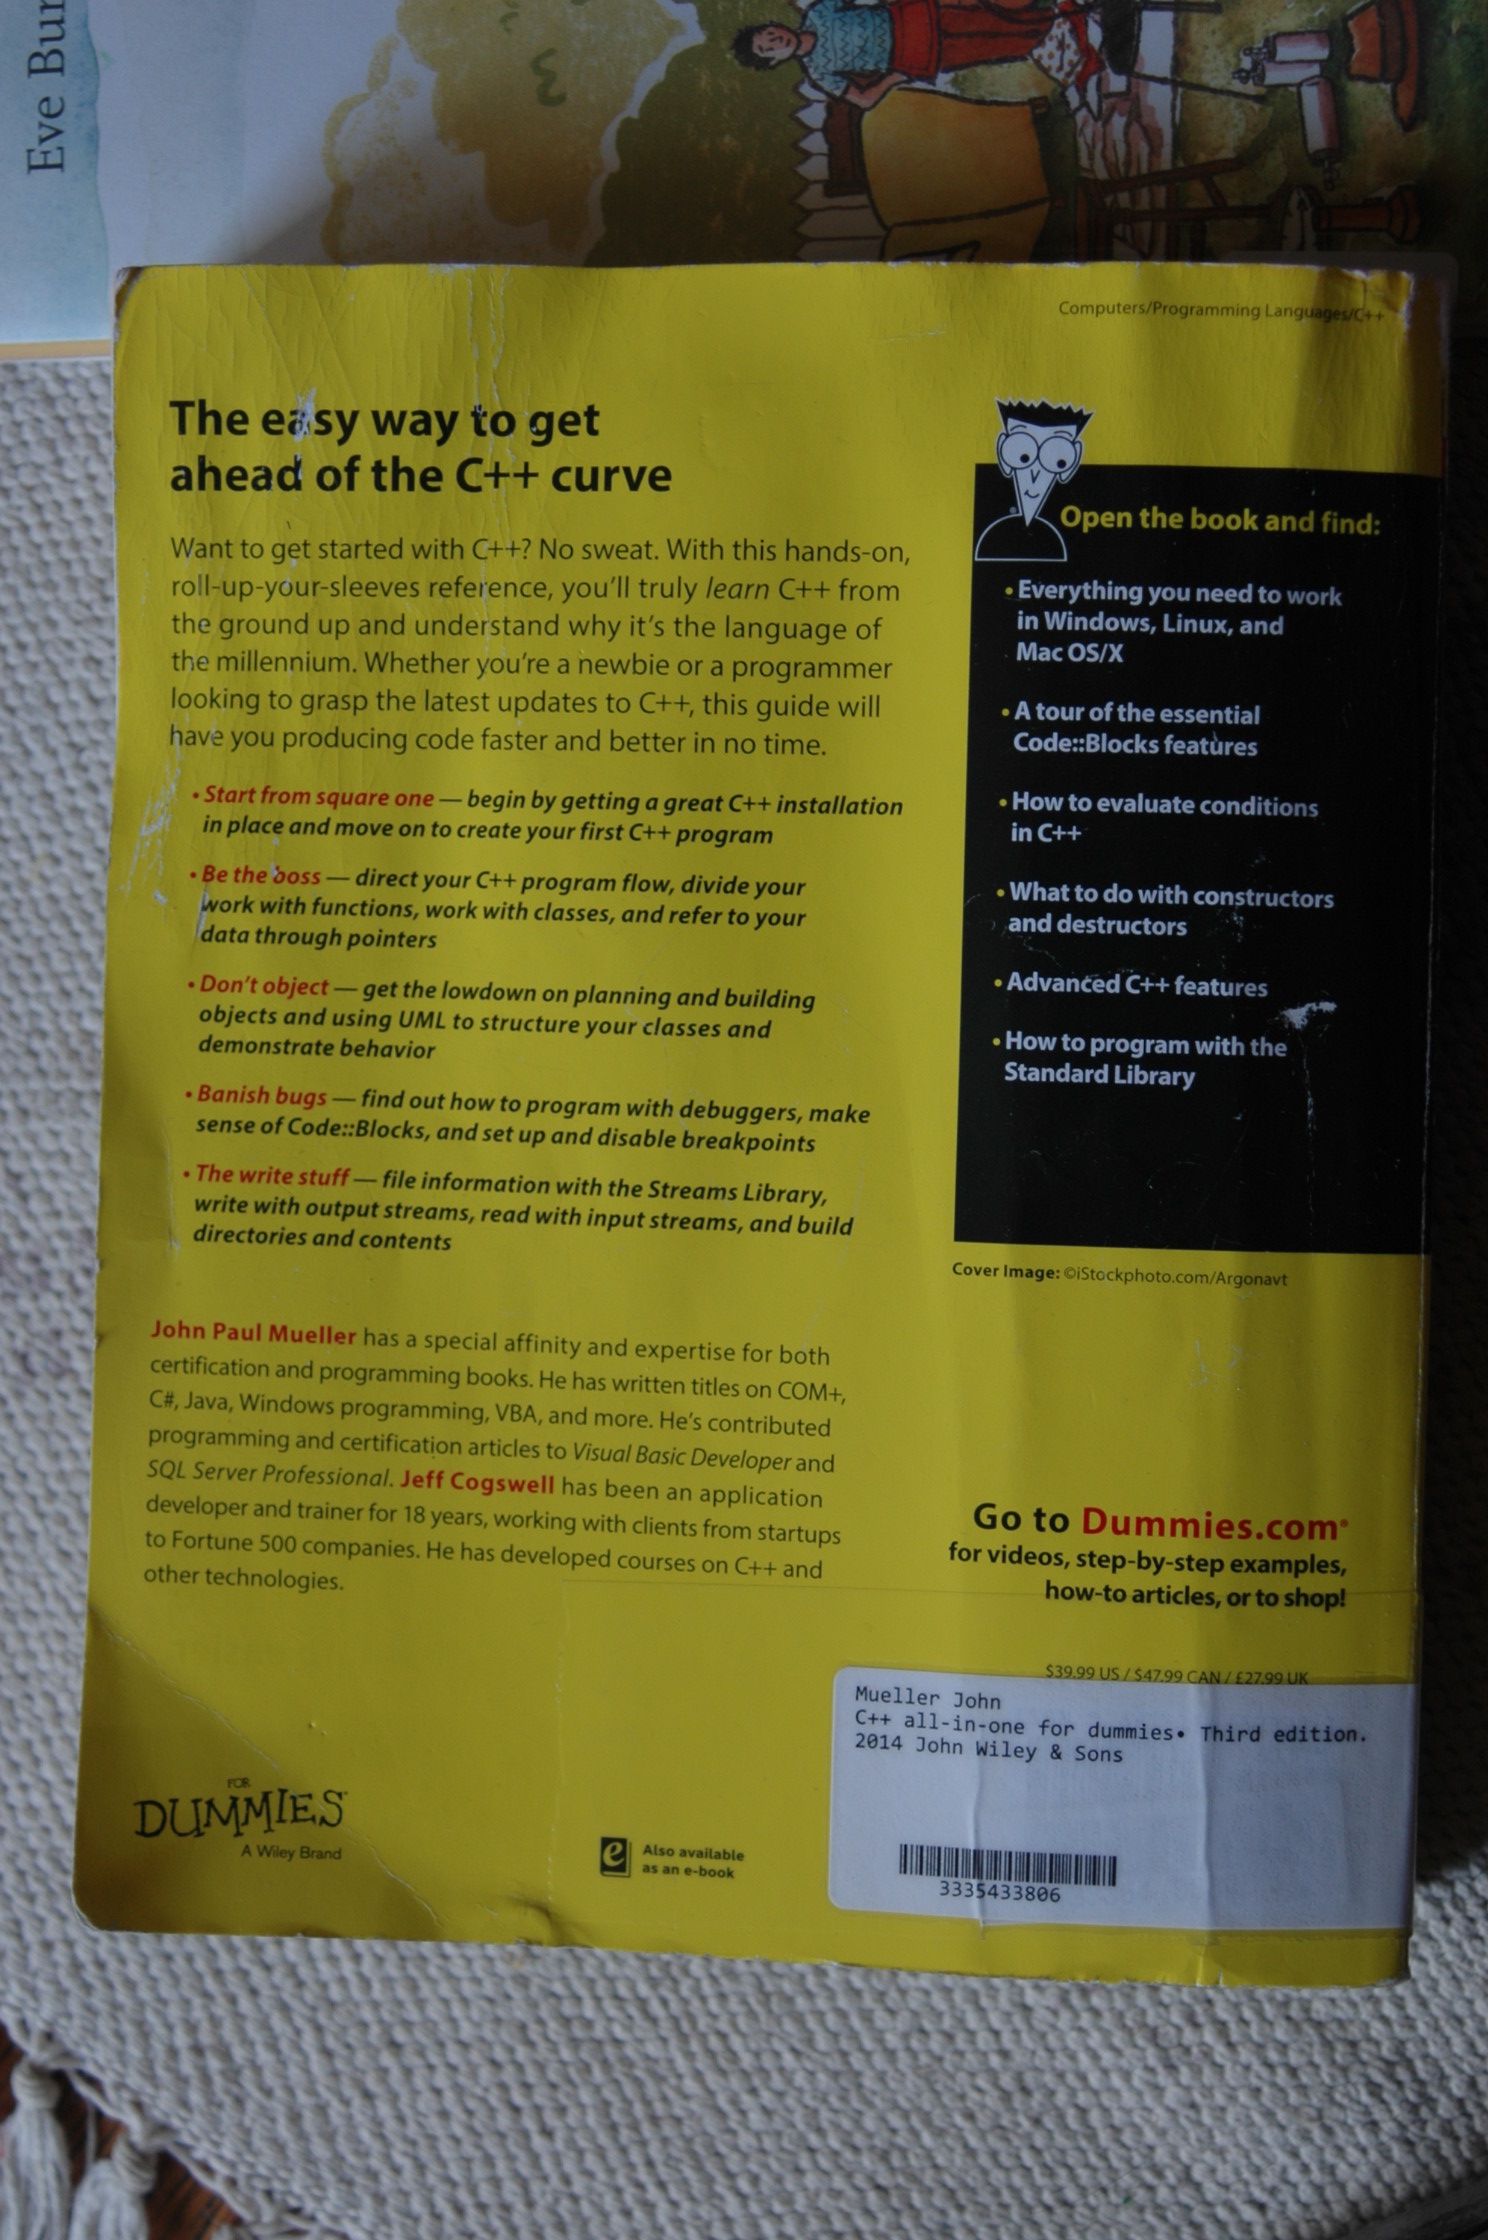 Eve Bur
Computers/Programming Languages/C++
The easy way to get
ahead of the C++ curve
Want to get started with C++? No sweat. With this hands-on,
roll-up-your-sleeves reference, you'll truly learn C++ from
the ground up and understand why it's the language of
the millennium. Whether you're a newbie or a programmer
looking to grasp the latest updates to C++, this guide will
have you producing code faster and better in no time.
• Start from square one — begin by getting a great C++ installation
in place and move on to create your first C++ program
• Be the boss — direct your C++ program flow, divide your
work with functions, work with classes, and refer to your
data through pointers
• Don't object — get the lowdown on planning and building
objects and using UML to structure your classes and
demonstrate behavior
• Banish bugs — find out how to program with debuggers, make
sense of Code::Blocks, and set up and disable breakpoints
• The write stuff — file information with the Streams Library,
write with output streams, read with input streams, and build
directories and contents
John Paul Mueller has a special affinity and expertise for both
certification and programming books. He has written titles on COM+,
C#, Java, Windows programming, VBA, and more. He's contributed
programming and certification articles to Visual Basic Developer and
SQL Server Professional. Jeff Cogswell has been an application
developer and trainer for 18 years, working with clients from startups
to Fortune 500 companies. He has developed courses on C++ and
other technologies.
Open the book and find:
• Everything you need to work
in Windows, Linux, and
Mac OS/X
• A tour of the essential
Code::Blocks features
• How to evaluate conditions
in C++
• What to do with constructors
and destructors
• Advanced C++ features
• How to program with the
Standard Library
Cover Image: ©iStockphoto.com/Argonavt
Go to Dummies.com®
for videos, step-by-step examples,
how-to articles, or to shop!
$39.99 US / $47.99 CAN / £27.99 UK
Mueller John
C++ all-in-one for dummies• Third edition.
2014 John Wiley & Sons
3335433806
FOR
DUMMIES
A Wiley Brand
e
Also available
as an e-book